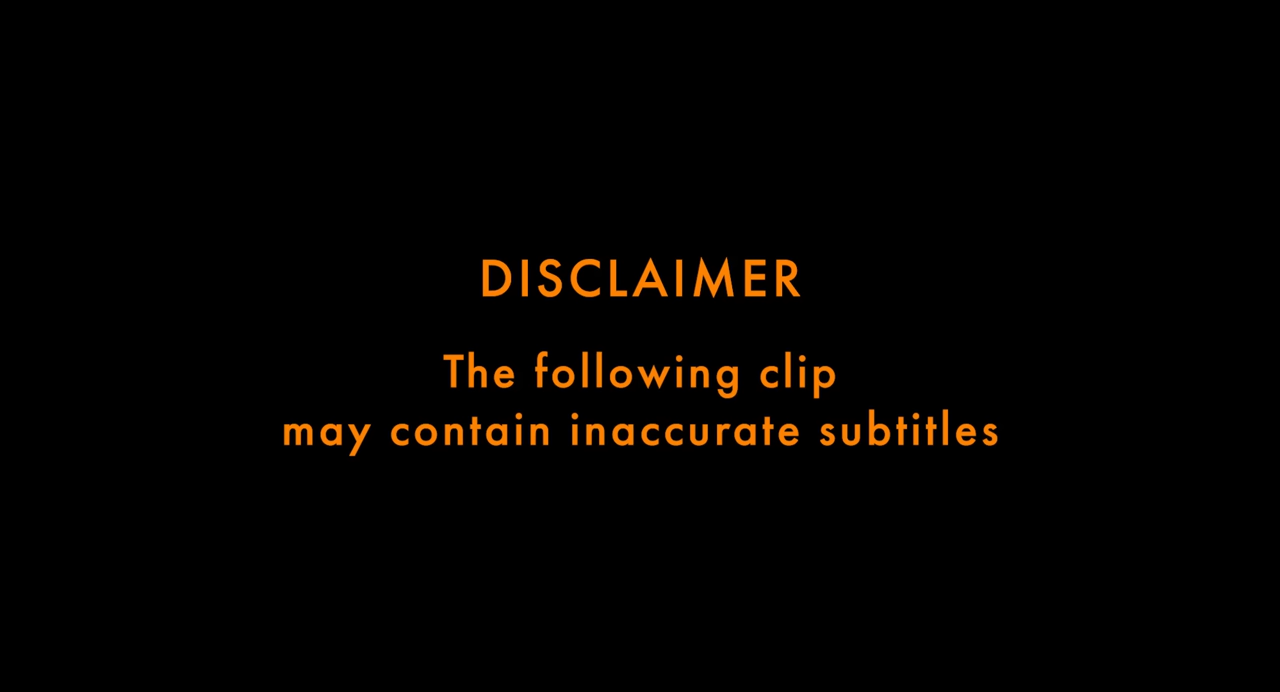 DISCLAIMER
The following clip
may contain inaccurate subtitles